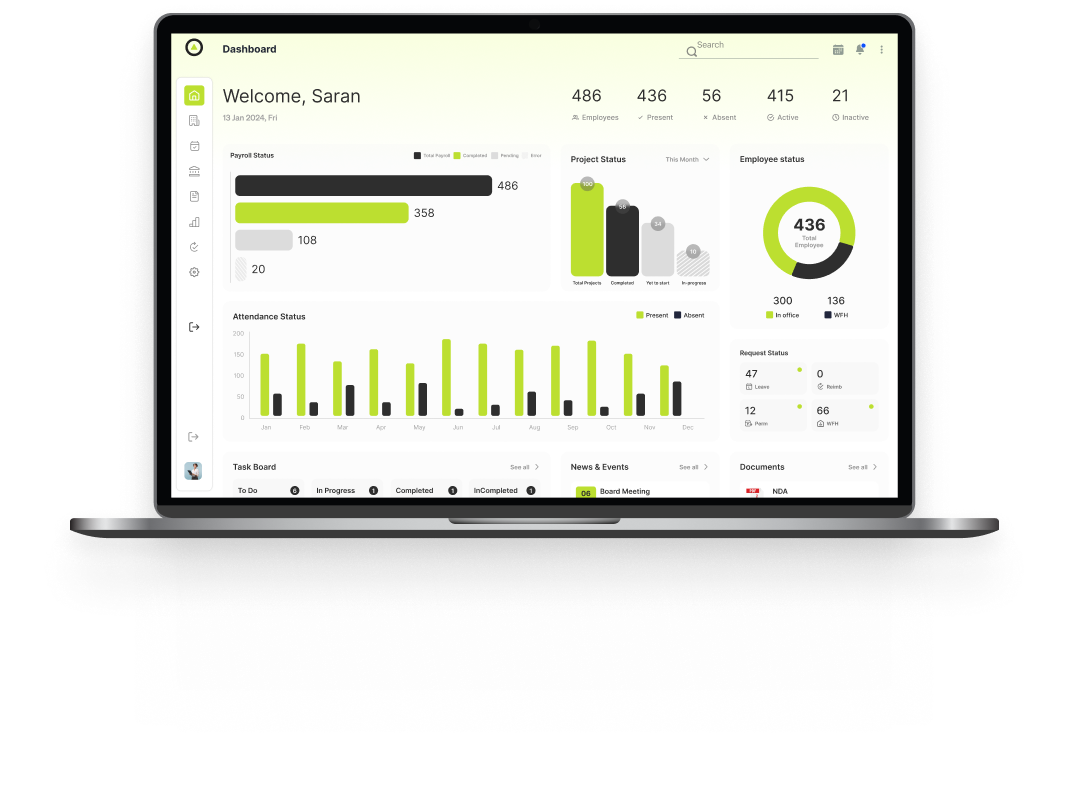 Dashboard
Search
Welcome, Saran
13 Jan 2024, Fri
486 436 56 415 21
Employees Present Absent Active Inactive
Payroll Status
Total Payroll Completed Pending Error
486
358
108
20
Project Status
This Month
100
56
34
10
Total Projects Completed Yet to start In-progress
Employee status
436
Total
Employee
300 136
In office WFH
Attendance Status
Present Absent
200
150
100
50
0
Jan Feb Mar Apr May Jun Jul Aug Sep Oct Nov Dec
Request Status
47 0
Leave Reimb
12 66
Perm WFH
Task Board See all
To Do 6 In Progress 1 Completed 1 InCompleted 1
News & Events See all
06 Board Meeting
Documents See all
NDA